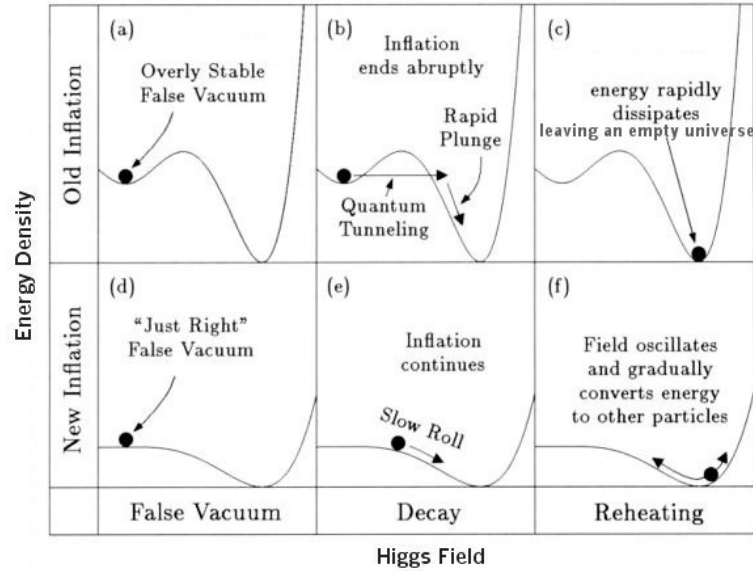 Energy Density
Old Inflation
(a)
Overly Stable
False Vacuum
(b)
Inflation
ends abruptly
Rapid
Plunge
Quantum
Tunneling
(c)
energy rapidly
dissipates
leaving an empty universe
New Inflation
(d)
“Just Right”
False Vacuum
(e)
Inflation
continues
Slow Roll
(f)
Field oscillates
and gradually
converts energy
to other particles
False Vacuum
Decay
Reheating
Higgs Field